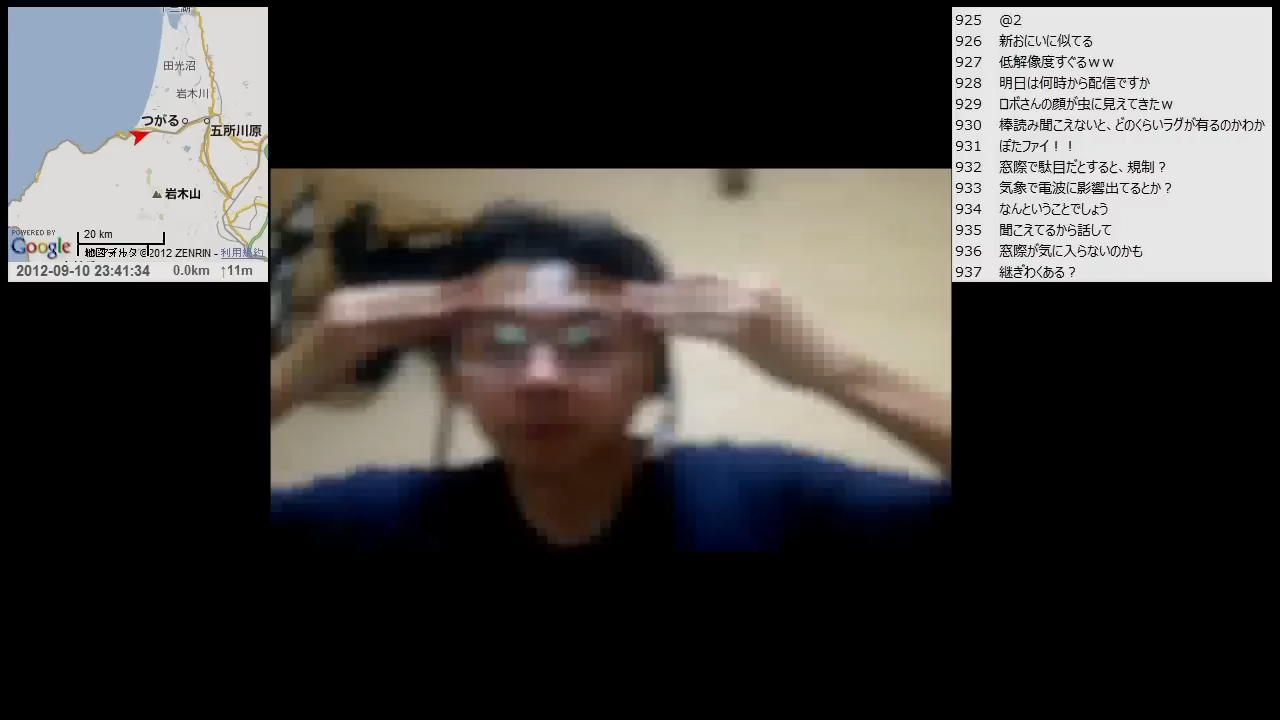 十三湖
田光沼
岩木川
つがる
五所川原
岩木山
POWERED BY
Google
20 km
©2012 ZENRIN - 利用規約
2012-09-10 23:41:34 0.0km ↑11m
925 @2
926 新おにいに似てる
927 低解像度すぐるｗｗ
928 明日は何時から配信ですか
929 ロボさんの顔が虫に見えてきたｗ
930 棒読み聞こえないと、どのくらいラグが有るのかわか
931 ぽたファイ！！
932 窓際で駄目だとすると、規制？
933 気象で電波に影響出てるとか？
934 なんということでしょう
935 聞こえてるから話して
936 窓際が気に入らないのかも
937 継ぎわくある？